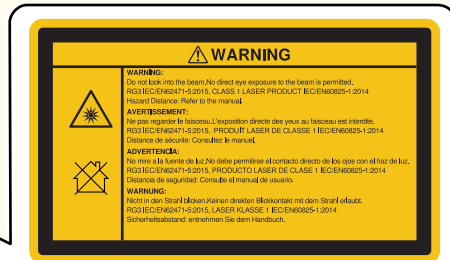 ⚠ WARNING
WARNING:
Do not look into the beam,No direct eye exposure to the beam is permitted.
RG3 IEC/EN62471-5:2015, CLASS 1 LASER PRODUCT IEC/EN60825-1:2014
Hazard Distance: Refer to the manual.
AVERTISSEMENT:
Ne pas regarder le faisceau,L'exposition directe des yeux au faisceau est interdite.
RG3 IEC/EN62471-5:2015, PRODUIT LASER DE CLASSE 1 IEC/EN60825-1:2014
Distance de sécurite: Consultez le manuel.
ADVERTENCIA:
No mire a la fuente de luz,No debe permitirse el contacto directo de los ojos con el haz de luz.
RG3 IEC/EN62471-5:2015, PRODUCTO LASER DE CLASE 1 IEC/EN60825-1:2014
Distancia de seguridad: Consulte el manual de usuario.
WARNUNG:
Nicht in den Strahl blicken,Keinen direkten Blickkontakt mit dem Strahl erlaubt.
RG3 IEC/EN62471-5:2015, LASER KLASSE 1 IEC/EN60825-1:2014
Sicherheitsabstand: entnehmen Sie dem Handbuch.